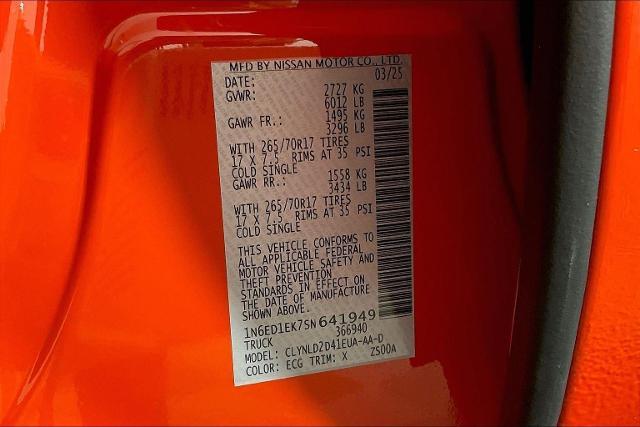 MFD BY NISSAN MOTOR CO., LTD.
DATE: 03/25
GVWR: 2727 KG
6012 LB
GAWR FR.: 1495 KG
3296 LB
WITH 265/70R17 TIRES
17 X 7.5 RIMS AT 35 PSI
COLD SINGLE
GAWR RR.: 1558 KG
3434 LB
WITH 265/70R17 TIRES
17 X 7.5 RIMS AT 35 PSI
COLD SINGLE
THIS VEHICLE CONFORMS TO
ALL APPLICABLE FEDERAL
MOTOR VEHICLE SAFETY AND
THEFT PREVENTION
STANDARDS IN EFFECT ON
THE DATE OF MANUFACTURE
SHOWN ABOVE.
1N6ED1EK7SN641949
TRUCK 366940
MODEL: CLYNLD2D41EUA-AA-D
COLOR: ECG TRIM: X ZS00A